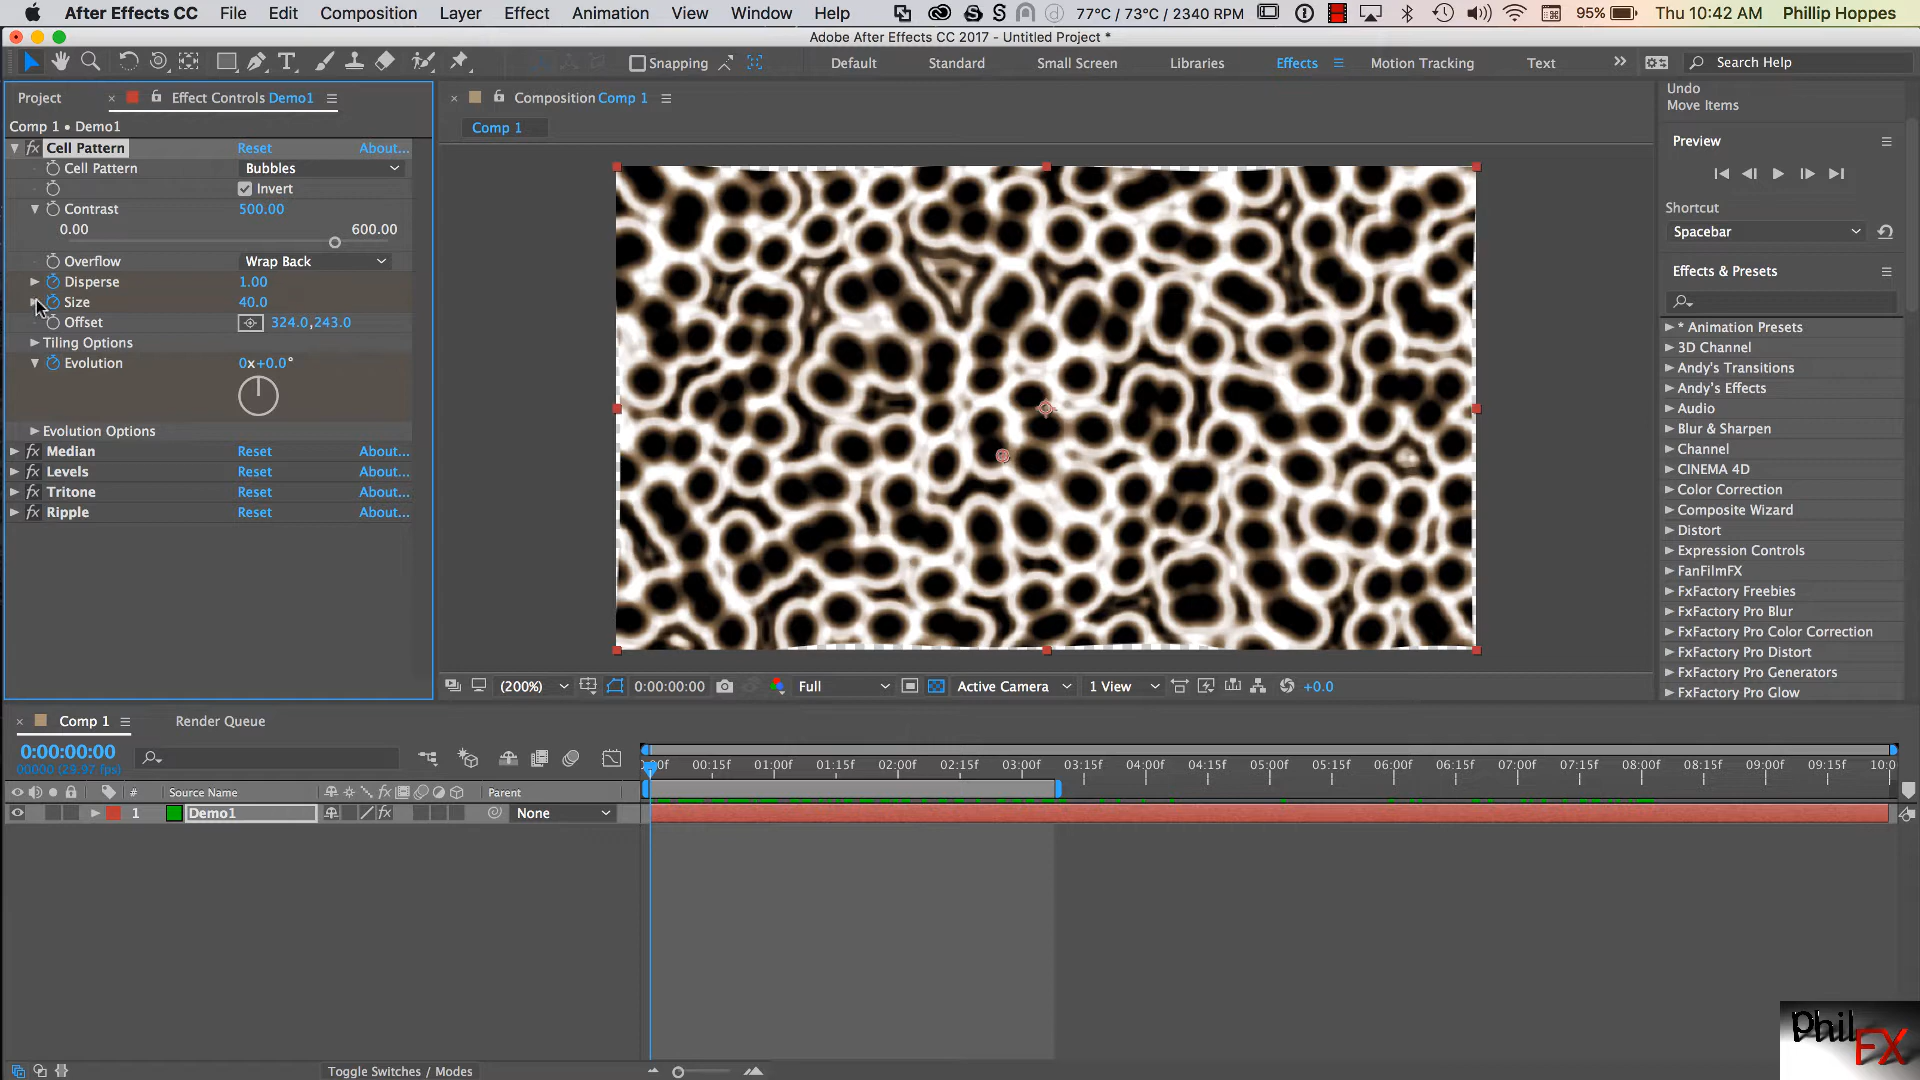 After Effects CC File Edit Composition Layer Effect Animation View Window Help 77°C / 73°C / 2340 RPM 95% Thu 10:42 AM Phillip Hoppes
Adobe After Effects CC 2017 - Untitled Project *
Snapping Default Standard Small Screen Libraries Effects Motion Tracking Text Search Help
Project Effect Controls Demo1
Composition Comp 1
Comp 1 • Demo1
Comp 1
Cell Pattern Reset About...
Cell Pattern Bubbles
Invert
Contrast 500.00
0.00 600.00
Overflow Wrap Back
Disperse 1.00
Size 40.0
Offset 324.0,243.0
Tiling Options
Evolution 0x+0.0°
Evolution Options
Median Reset About...
Levels Reset About...
Tritone Reset About...
Ripple Reset About...
(200%) 0:00:00:00 Full Active Camera 1 View +0.0
Undo
Move Items
Preview
Shortcut
Spacebar
Effects & Presets
* Animation Presets
3D Channel
Andy's Transitions
Andy's Effects
Audio
Blur & Sharpen
Channel
CINEMA 4D
Color Correction
Composite Wizard
Distort
Expression Controls
FanFilmFX
FxFactory Freebies
FxFactory Pro Blur
FxFactory Pro Color Correction
FxFactory Pro Distort
FxFactory Pro Generators
FxFactory Pro Glow
Comp 1 Render Queue
0:00:00:00
00000 (29.97 fps)
00f 00:15f 01:00f 01:15f 02:00f 02:15f 03:00f 03:15f 04:00f 04:15f 05:00f 05:15f 06:00f 06:15f 07:00f 07:15f 08:00f 08:15f 09:00f 09:15f 10:0
# Source Name fx Parent
1 Demo1 fx None
Toggle Switches / Modes
Phil
FX